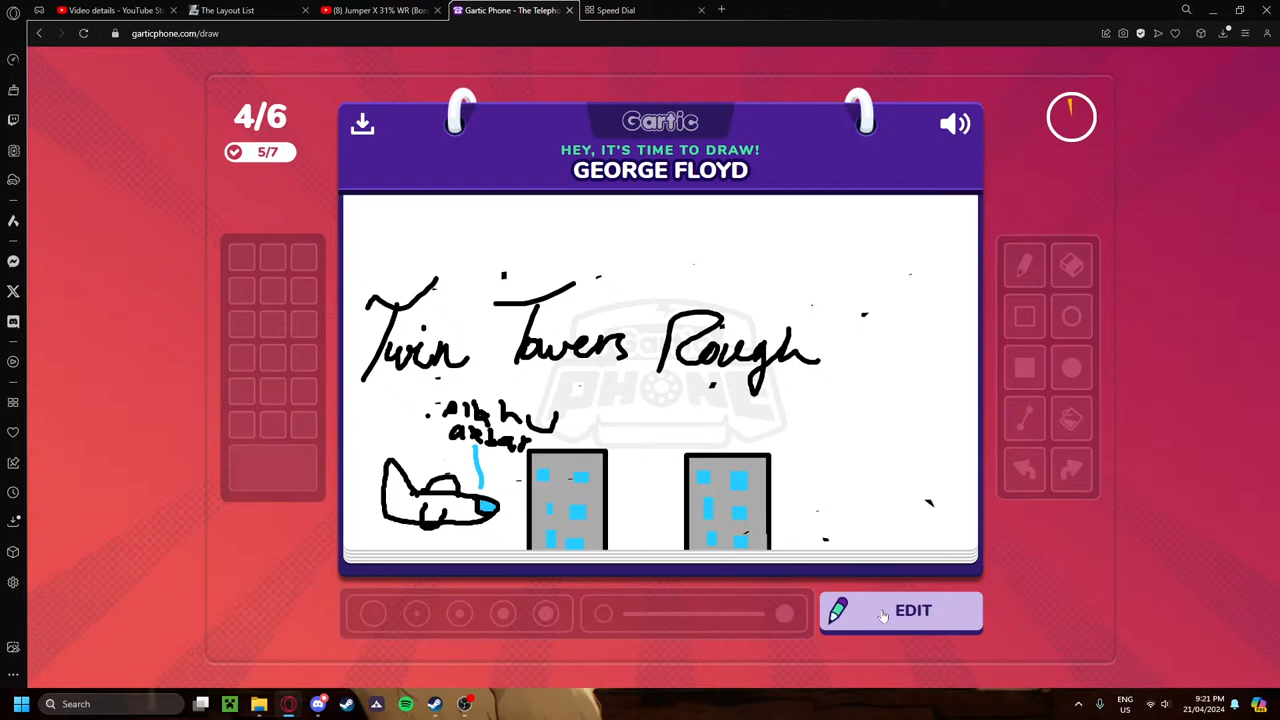 Video details - YouTube St
The Layout List
(8) Jumper X 31% WR (Bon
Gartic Phone - The Telepho
Speed Dial
garticphone.com/draw
4/6
5/7
Gartic
HEY, IT'S TIME TO DRAW!
GEORGE FLOYD
Twin Towers Rough
EDIT
Search
ENG
US
9:21 PM
21/04/2024